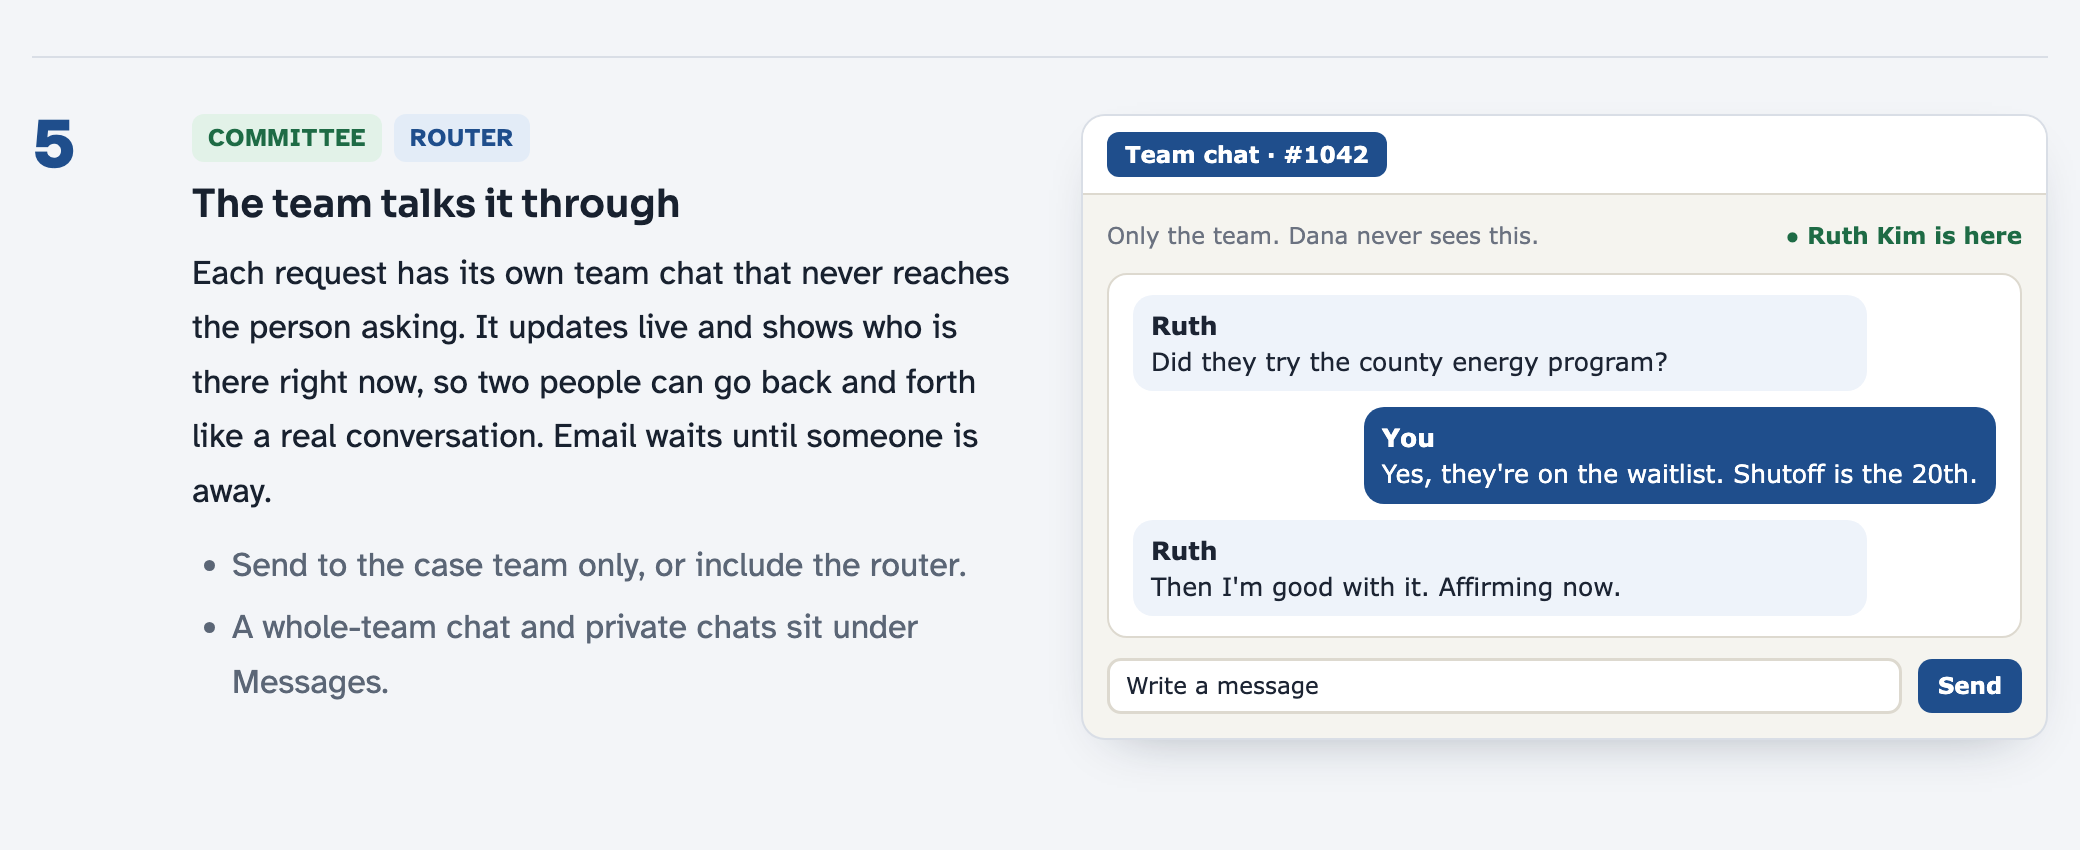 5
COMMITTEE
ROUTER
The team talks it through
Each request has its own team chat that never reaches
the person asking. It updates live and shows who is
there right now, so two people can go back and forth
like a real conversation. Email waits until someone is
away.
• Send to the case team only, or include the router.
• A whole-team chat and private chats sit under
Messages.
Team chat · #1042
Only the team. Dana never sees this.
• Ruth Kim is here
Ruth
Did they try the county energy program?
You
Yes, they're on the waitlist. Shutoff is the 20th.
Ruth
Then I'm good with it. Affirming now.
Write a message
Send